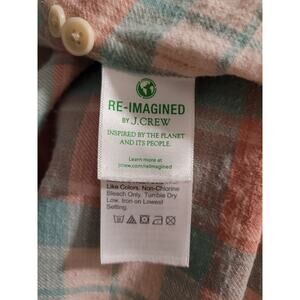 RE-IMAGINED
BY J.CREW
INSPIRED BY THE PLANET
AND ITS PEOPLE.
Learn more at
jcrew.com/reimagined
Like Colors. Non-Chlorine
Bleach Only. Tumble Dry
Low. Iron on Lowest
Setting.